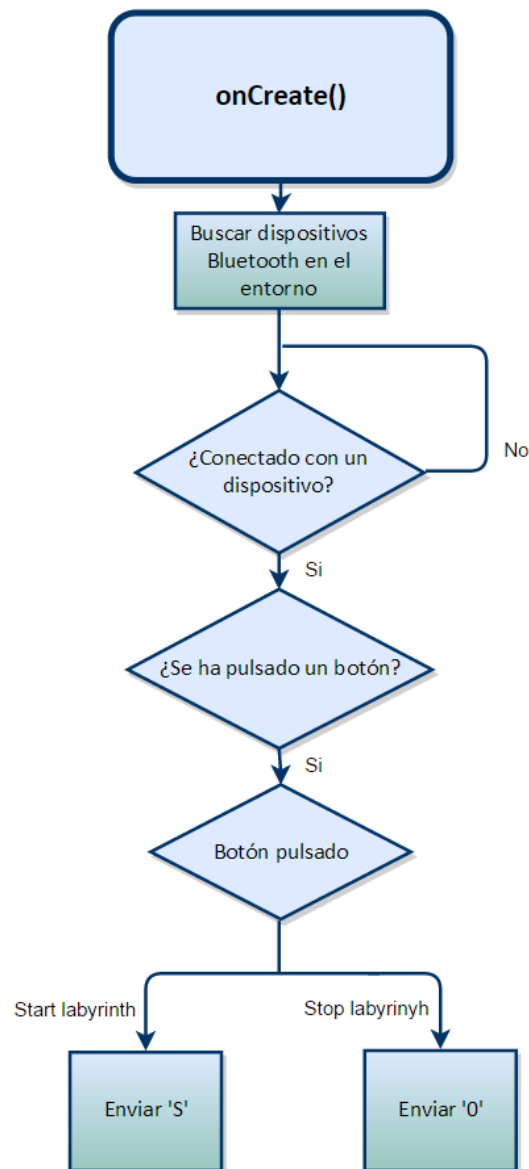 onCreate()
Buscar dispositivos
Bluetooth en el
entorno
¿Conectado con un
dispositivo?
No
Si
¿Se ha pulsado un botón?
Si
Botón pulsado
Start labyrinth
Stop labyrinyh
Enviar 'S'
Enviar '0'